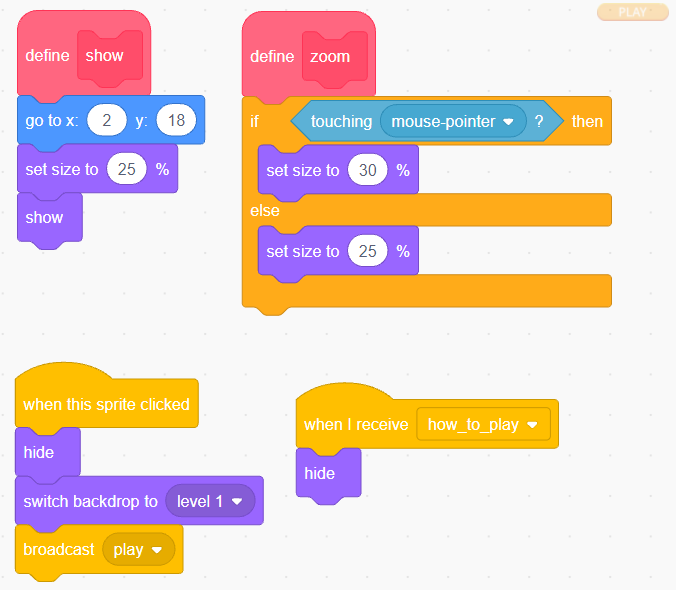 PLAY
define show
go to x: 2 y: 18
set size to 25 %
show
define zoom
if touching mouse-pointer ? then
set size to 30 %
else
set size to 25 %
when this sprite clicked
hide
switch backdrop to level 1
broadcast play
when I receive how_to_play
hide